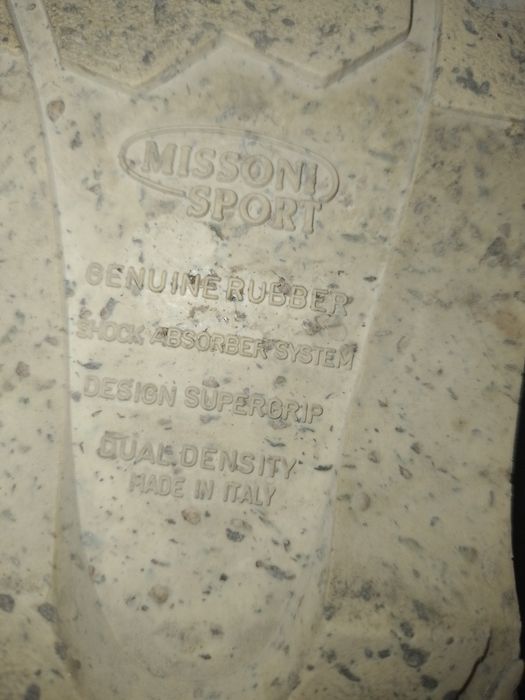 MISSONI
SPORT
GENUINE RUBBER
SHOCK ABSORBER SYSTEM
DESIGN SUPERGRIP
DUAL DENSITY
MADE IN ITALY